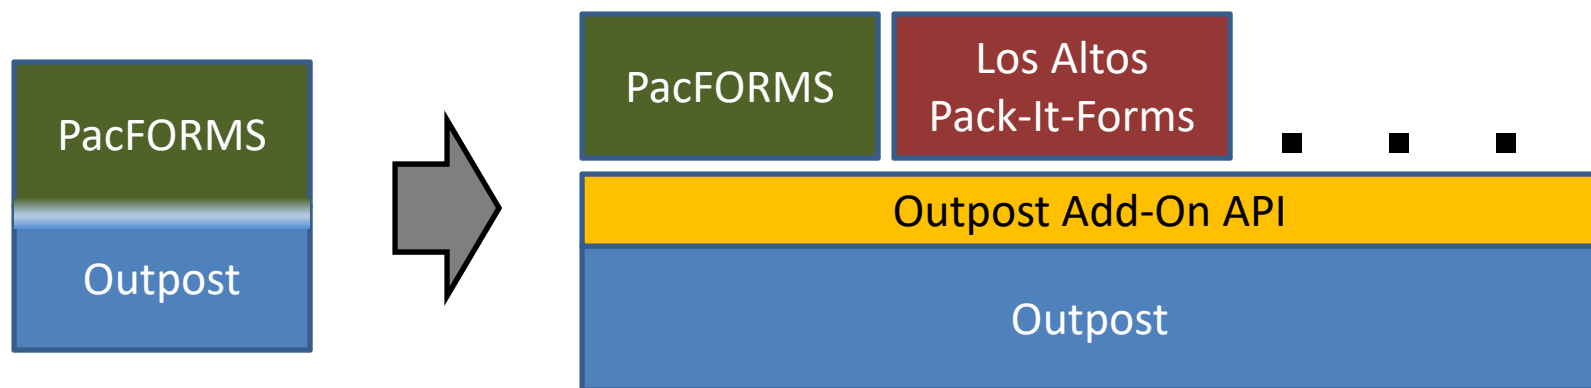 PacFORMS
Outpost
PacFORMS
Los Altos
Pack-It-Forms
Outpost Add-On API
Outpost